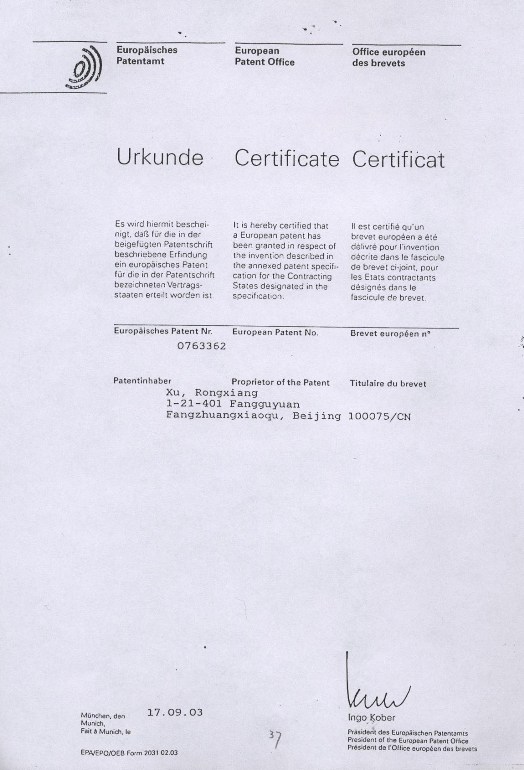 Europäisches
Patentamt
European
Patent Office
Office européen
des brevets
Urkunde
Certificate
Certificat
Es wird hiermit beschei-
nigt, daß für die in der
beigefügten Patentschrift
beschriebene Erfindung
ein europäisches Patent
für die in der Patentschrift
bezeichneten Vertrags-
staaten erteilt worden ist
It is hereby certified that
a European patent has
been granted in respect of
the invention described in
the annexed patent specifi-
cation for the Contracting
States designated in the
specification.
Il est certifié qu'un
brevet européen a été
délivré pour l'invention
décrite dans le fascicule
de brevet ci-joint, pour
les Etats contractants
désignés dans le
fascicule de brevet
Europäisches Patent Nr.
European Patent No.
Brevet européen n°
0763362
Patentinhaber
Proprietor of the Patent
Titulaire du brevet
Xu, Rongxiang
1-21-401 Fangguyuan
Fangzhuangxiaoqu, Beijing 100075/CN
München, den
Munich,
Fait à Munich, le
17.09.03
EPA/EPO/OEB Form 2031 02.03
37
Ingo Kober
Präsident des Europäischen Patentamts
President of the European Patent Office
Président de l'Office européen des brevets